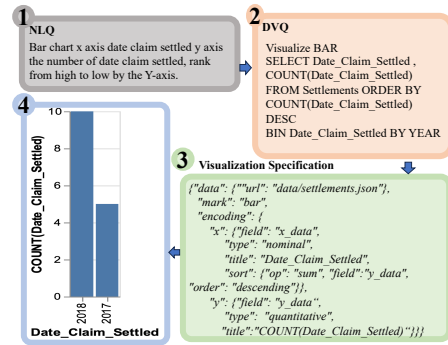 1
NLQ
Bar chart x axis date claim settled y axis
the number of date claim settled, rank
from high to low by the Y-axis.
2
DVQ
Visualize BAR
SELECT Date_Claim_Settled ,
COUNT(Date_Claim_Settled)
FROM Settlements ORDER BY
COUNT(Date_Claim_Settled)
DESC
BIN Date_Claim_Settled BY YEAR
3 Visualization Specification
{"data": {""url": "data/settlements.json"},
"mark": "bar",
"encoding": {
"x": {"field": "x_data",
"type": "nominal",
"title": "Date_Claim_Settled",
"sort": {"op": "sum", "field":"y_data",
"order": "descending"}},
"y": {"field": "y_data“,
"type": "quantitative",
"title":"COUNT(Date_Claim_Settled)“}}}
4
COUNT(Date_Claim_Settled)
10
8
6
4
2
0
2018
2017
Date_Claim_Settled